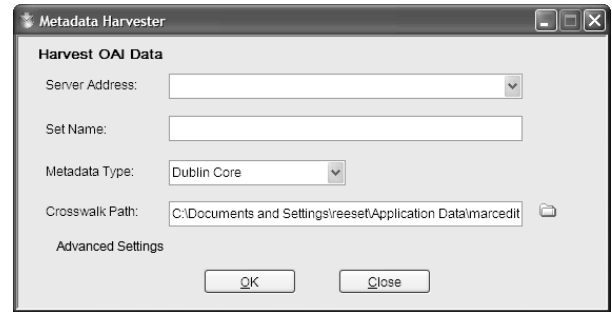 Metadata Harvester
Harvest OAI Data
Server Address:
Set Name:
Metadata Type: Dublin Core
Crosswalk Path: C:\Documents and Settings\reeset\Application Data\marcedit
Advanced Settings
OK Close